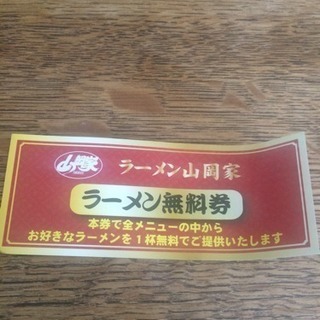 山岡家
ラーメン山岡家
ラーメン無料券
本券で全メニューの中から
お好きなラーメンを1杯無料でご提供いたします